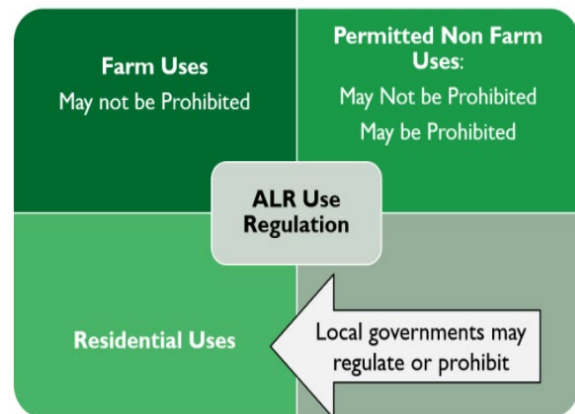 Farm Uses
May not be Prohibited
Permitted Non Farm
Uses:
May Not be Prohibited
May be Prohibited
ALR Use
Regulation
Residential Uses
Local governments may
regulate or prohibit